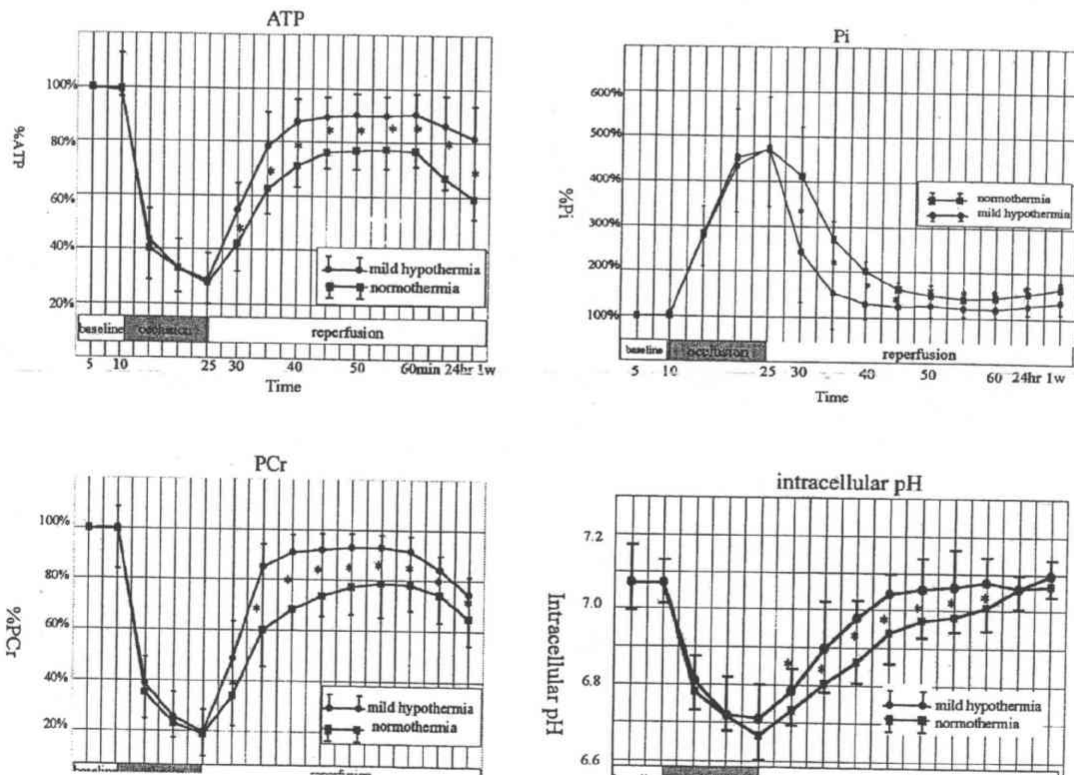 ATP
%ATP
100%
80%
60%
40%
20%
mild hypothermia
normothermia
baseline occlusion reperfusion
5 10 25 30 40 50 60min 24hr 1w
Time
Pi
%Pi
600%
500%
400%
300%
200%
100%
normothermia
mild hypothermia
baseline occlusion reperfusion
5 10 25 30 40 50 60 24hr 1w
Time
PCr
%PCr
100%
80%
60%
40%
20%
mild hypothermia
normothermia
intracellular pH
Intracellular pH
7.2
7.0
6.8
6.6
mild hypothermia
normothermia